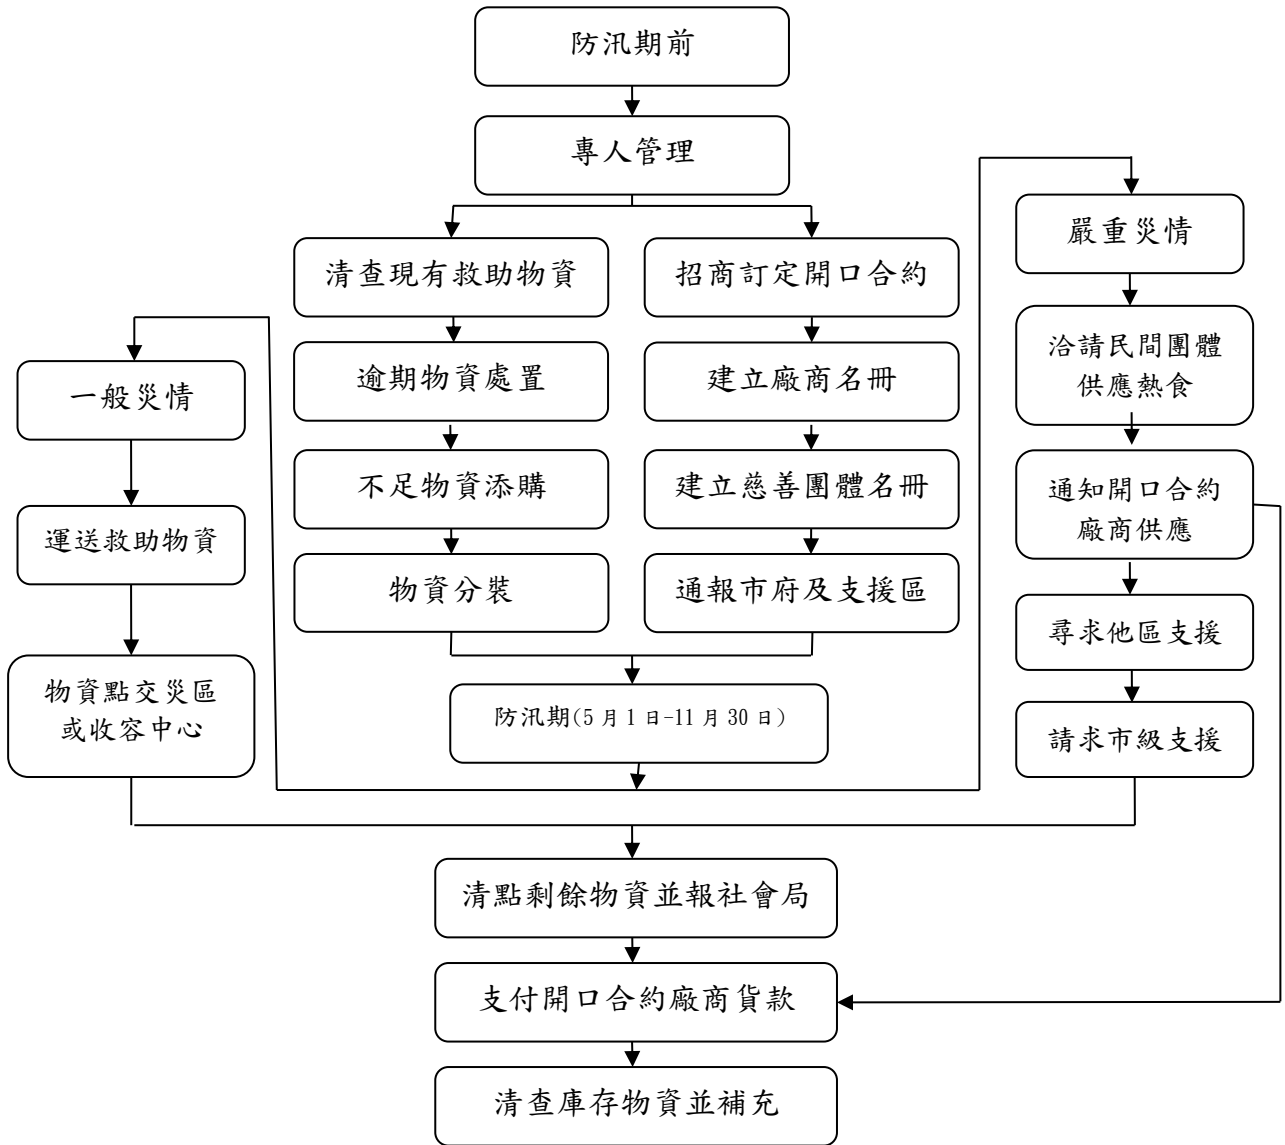 防汛期前
專人管理
清查現有救助物資
逾期物資處置
不足物資添購
物資分裝
招商訂定開口合約
建立廠商名冊
建立慈善團體名冊
通報市府及支援區
防汛期(5月1日-11月30日)
一般災情
運送救助物資
物資點交災區
或收容中心
嚴重災情
洽請民間團體
供應熱食
通知開口合約
廠商供應
尋求他區支援
請求市級支援
清點剩餘物資並報社會局
支付開口合約廠商貨款
清查庫存物資並補充